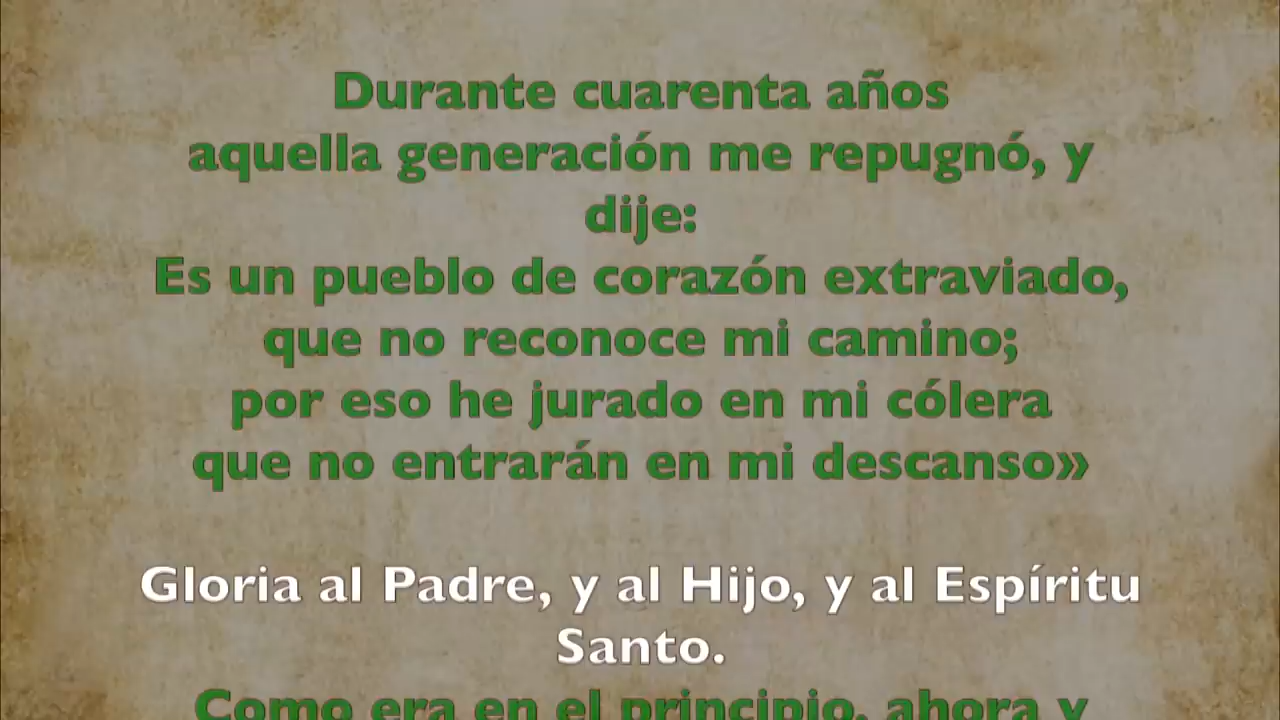 Durante cuarenta años
aquella generación me repugnó, y
dije:
Es un pueblo de corazón extraviado,
que no reconoce mi camino;
por eso he jurado en mi cólera
que no entrarán en mi descanso»
Gloria al Padre, y al Hijo, y al Espíritu
Santo.
Como era en el principio, ahora y